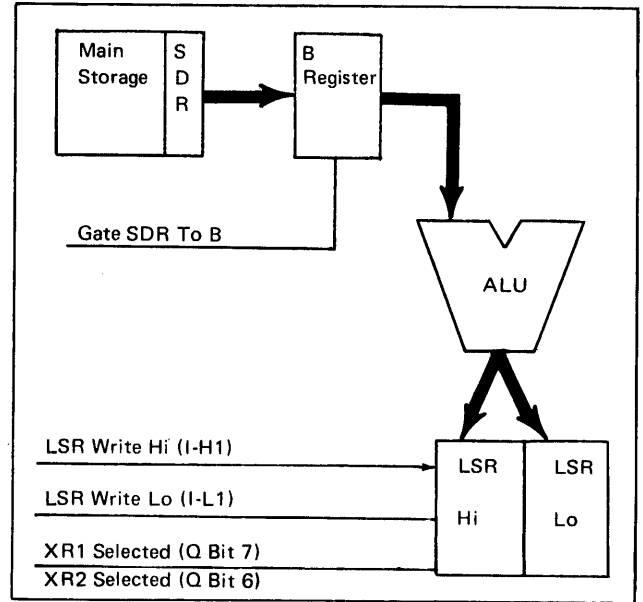 Main
Storage
S
D
R
B
Register
Gate SDR To B
ALU
LSR Write Hi (I-H1)
LSR Write Lo (I-L1)
XR1 Selected (Q Bit 7)
XR2 Selected (Q Bit 6)
LSR
Hi
LSR
Lo